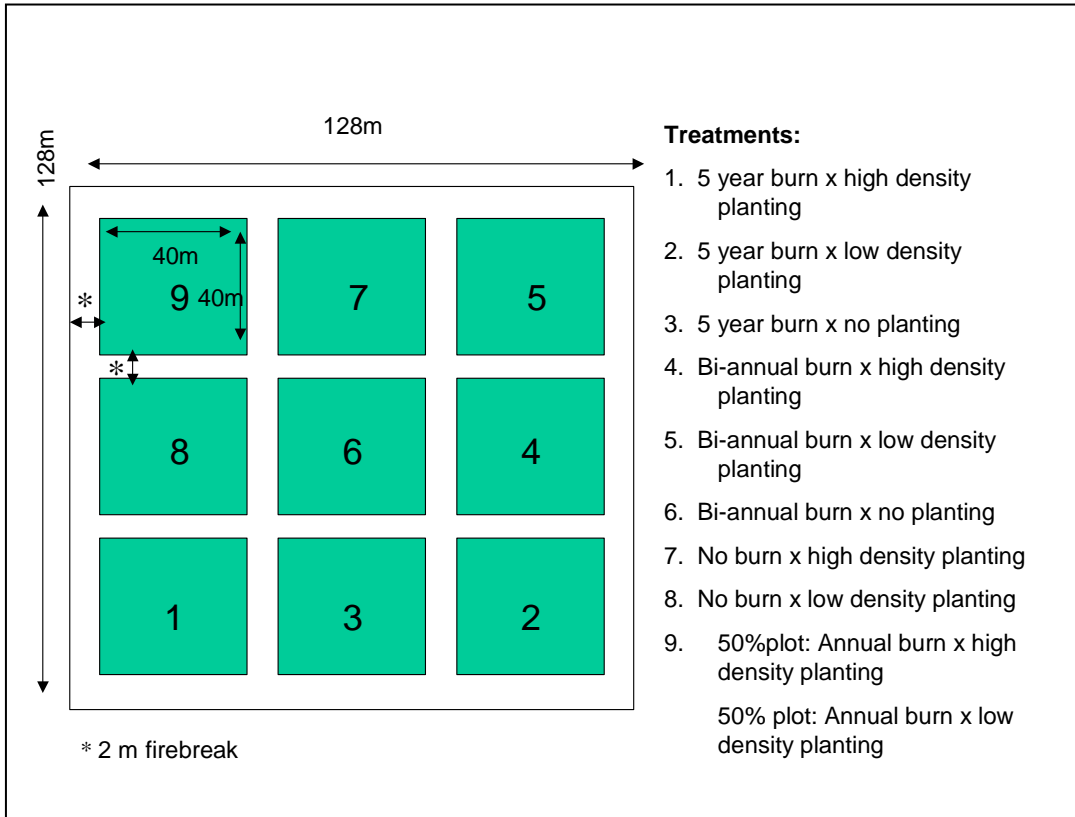 128m
128m
40m
40m
*
*
9
7
5
8
6
4
1
3
2
* 2 m firebreak
Treatments:
1. 5 year burn x high density
planting
2. 5 year burn x low density
planting
3. 5 year burn x no planting
4. Bi-annual burn x high density
planting
5. Bi-annual burn x low density
planting
6. Bi-annual burn x no planting
7. No burn x high density planting
8. No burn x low density planting
9. 50%plot: Annual burn x high
density planting
50% plot: Annual burn x low
density planting